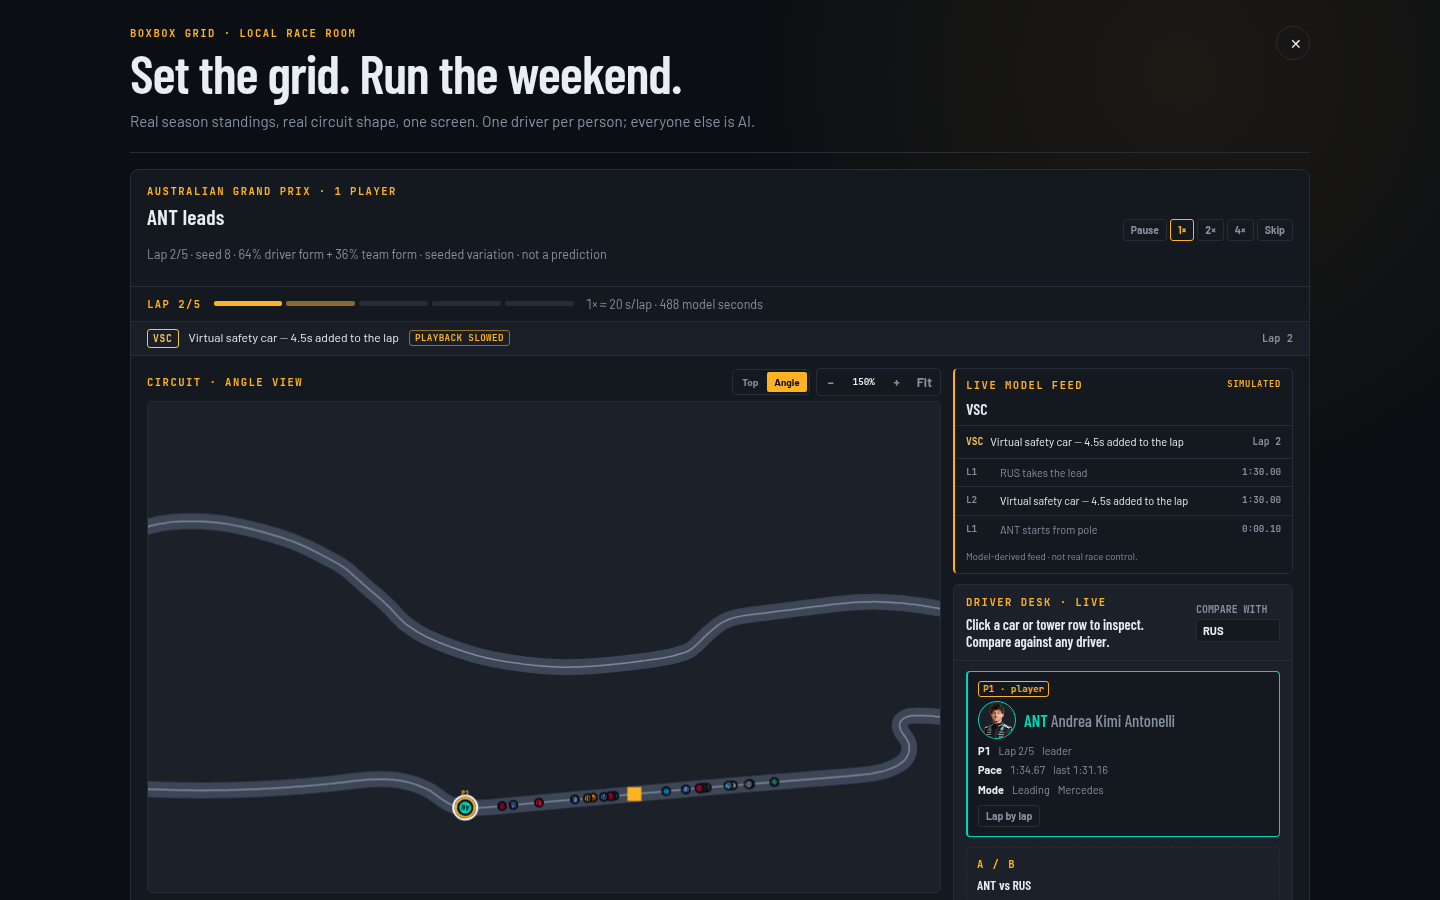 BOXBOX GRID · LOCAL RACE ROOM
Set the grid. Run the weekend.
Real season standings, real circuit shape, one screen. One driver per person; everyone else is AI.
×
AUSTRALIAN GRAND PRIX · 1 PLAYER
ANT leads
Lap 2/5 · seed 8 · 64% driver form + 36% team form · seeded variation · not a prediction
Pause 1× 2× 4× Skip
LAP 2/5 1× ≈ 20 s/lap · 488 model seconds
VSC Virtual safety car — 4.5s added to the lap PLAYBACK SLOWED Lap 2
CIRCUIT · ANGLE VIEW
Top Angle − 150% + Fit
P1
LIVE MODEL FEED SIMULATED
VSC
VSC Virtual safety car — 4.5s added to the lap Lap 2
L1 RUS takes the lead 1:30.00
L2 Virtual safety car — 4.5s added to the lap 1:30.00
L1 ANT starts from pole 0:00.10
Model-derived feed · not real race control.
DRIVER DESK · LIVE
Click a car or tower row to inspect.
Compare against any driver.
COMPARE WITH
RUS
P1 · player
ANT Andrea Kimi Antonelli
P1 Lap 2/5 leader
Pace 1:34.67 last 1:31.16
Mode Leading Mercedes
Lap by lap
A / B
ANT vs RUS